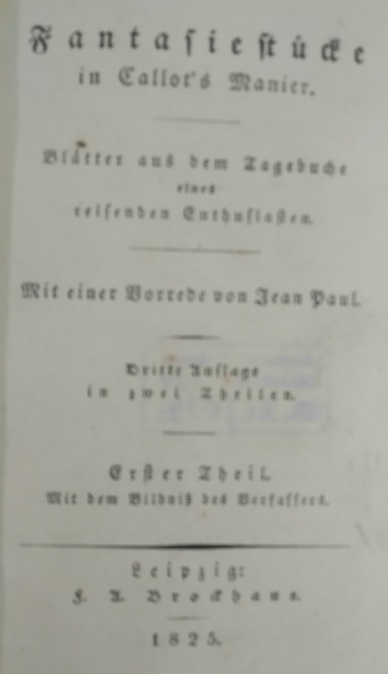 Fantasiestücke
in Callot's Manier.
Blätter aus dem Tagebuche
eines
reisenden Enthusiasten.
Mit einer Vorrede von Jean Paul.
Dritte Auflage
in zwei Theilen.
Erster Theil.
Mit dem Bildniß des Verfassers.
Leipzig:
F. A. Brockhaus.
1825.